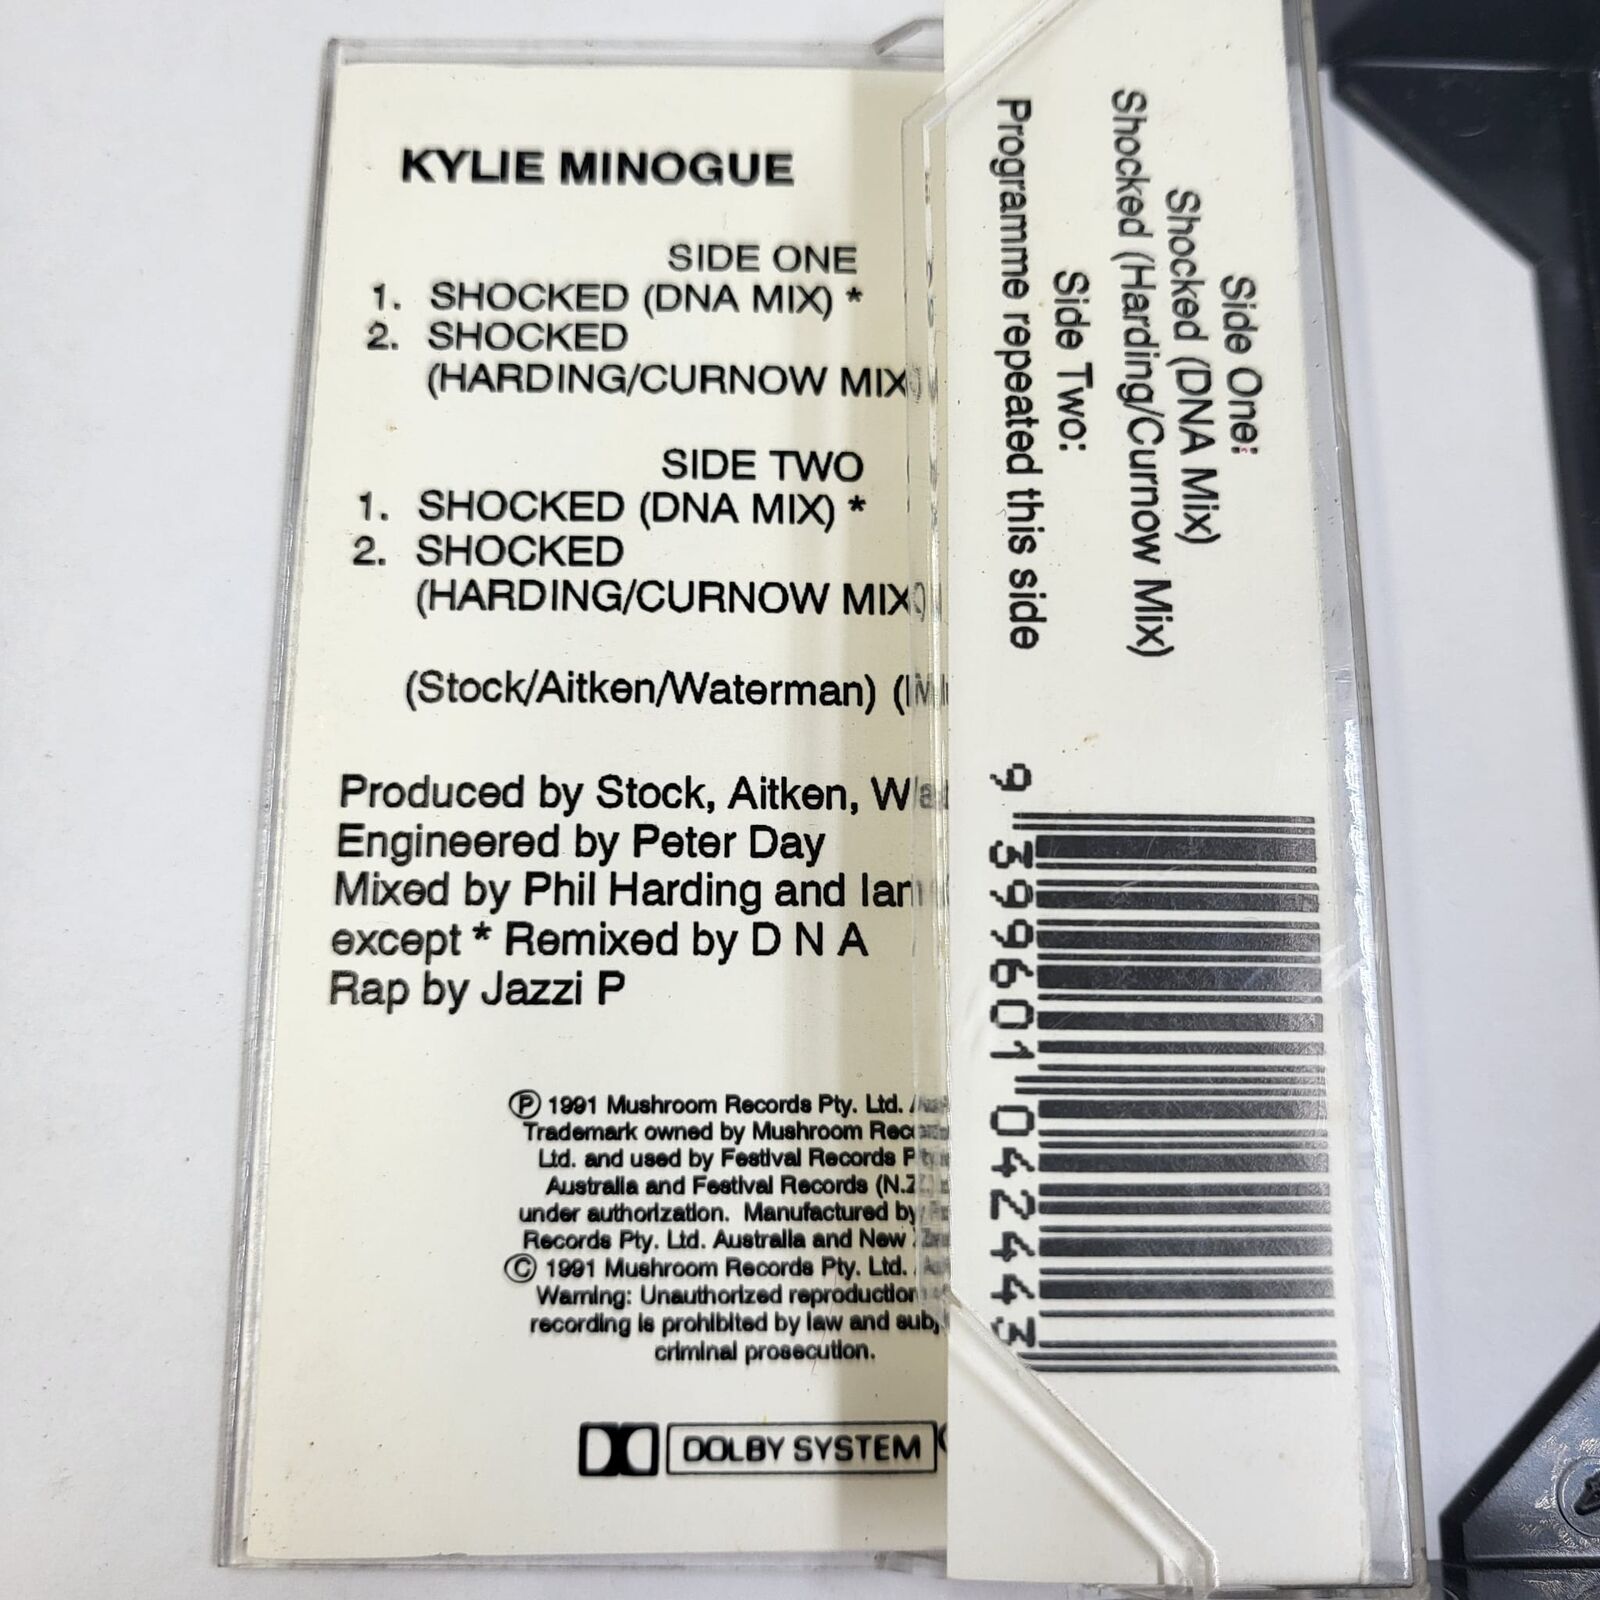 KYLIE MINOGUE
SIDE ONE
1. SHOCKED (DNA MIX) *
2. SHOCKED
(HARDING/CURNOW MIX)
SIDE TWO
1. SHOCKED (DNA MIX) *
2. SHOCKED
(HARDING/CURNOW MIX)
(Stock/Aitken/Waterman)
Produced by Stock, Aitken,
Engineered by Peter Day
Mixed by Phil Harding and Ian
except * Remixed by D N A
Rap by Jazzi P
Ⓟ 1991 Mushroom Records Pty. Ltd.
Trademark owned by Mushroom
Ltd. and used by Festival Records
Australia and Festival Records (N.Z.)
under authorization. Manufactured by
Records Pty. Ltd. Australia and New
© 1991 Mushroom Records Pty. Ltd.
Warning: Unauthorized reproduction
recording is prohibited by law and
criminal prosecution.
DOLBY SYSTEM
Side One:
Shocked (DNA Mix)
Shocked (Harding/Curnow Mix)
Side Two:
Programme repeated this side
9 399601 042443